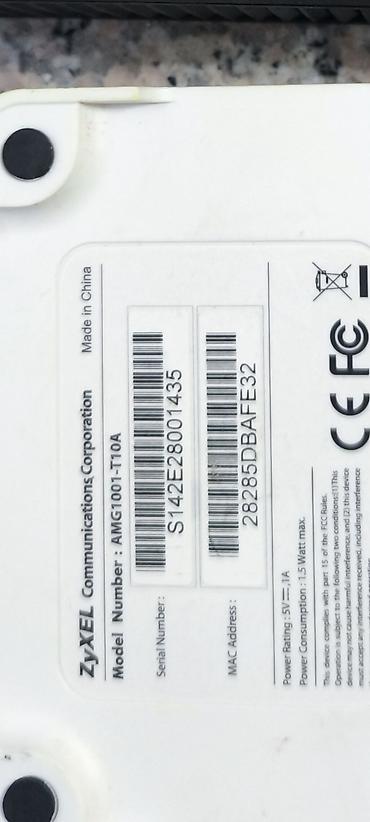 ZyXEL Communications Corporation Made in China
Model Number : AMG1001-T10A
Serial Number :
S142E28001435
MAC Address :
28285DBAFE32
Power Rating : 5V⎓,1A
Power Consumption : 1.5 Watt max.
This device complies with part 15 of the FCC Rules.
Operation is subject to the following two conditions:(1)This
device may not cause harmful interference, and (2) this device
must accept any interference received, including interference
CE FC